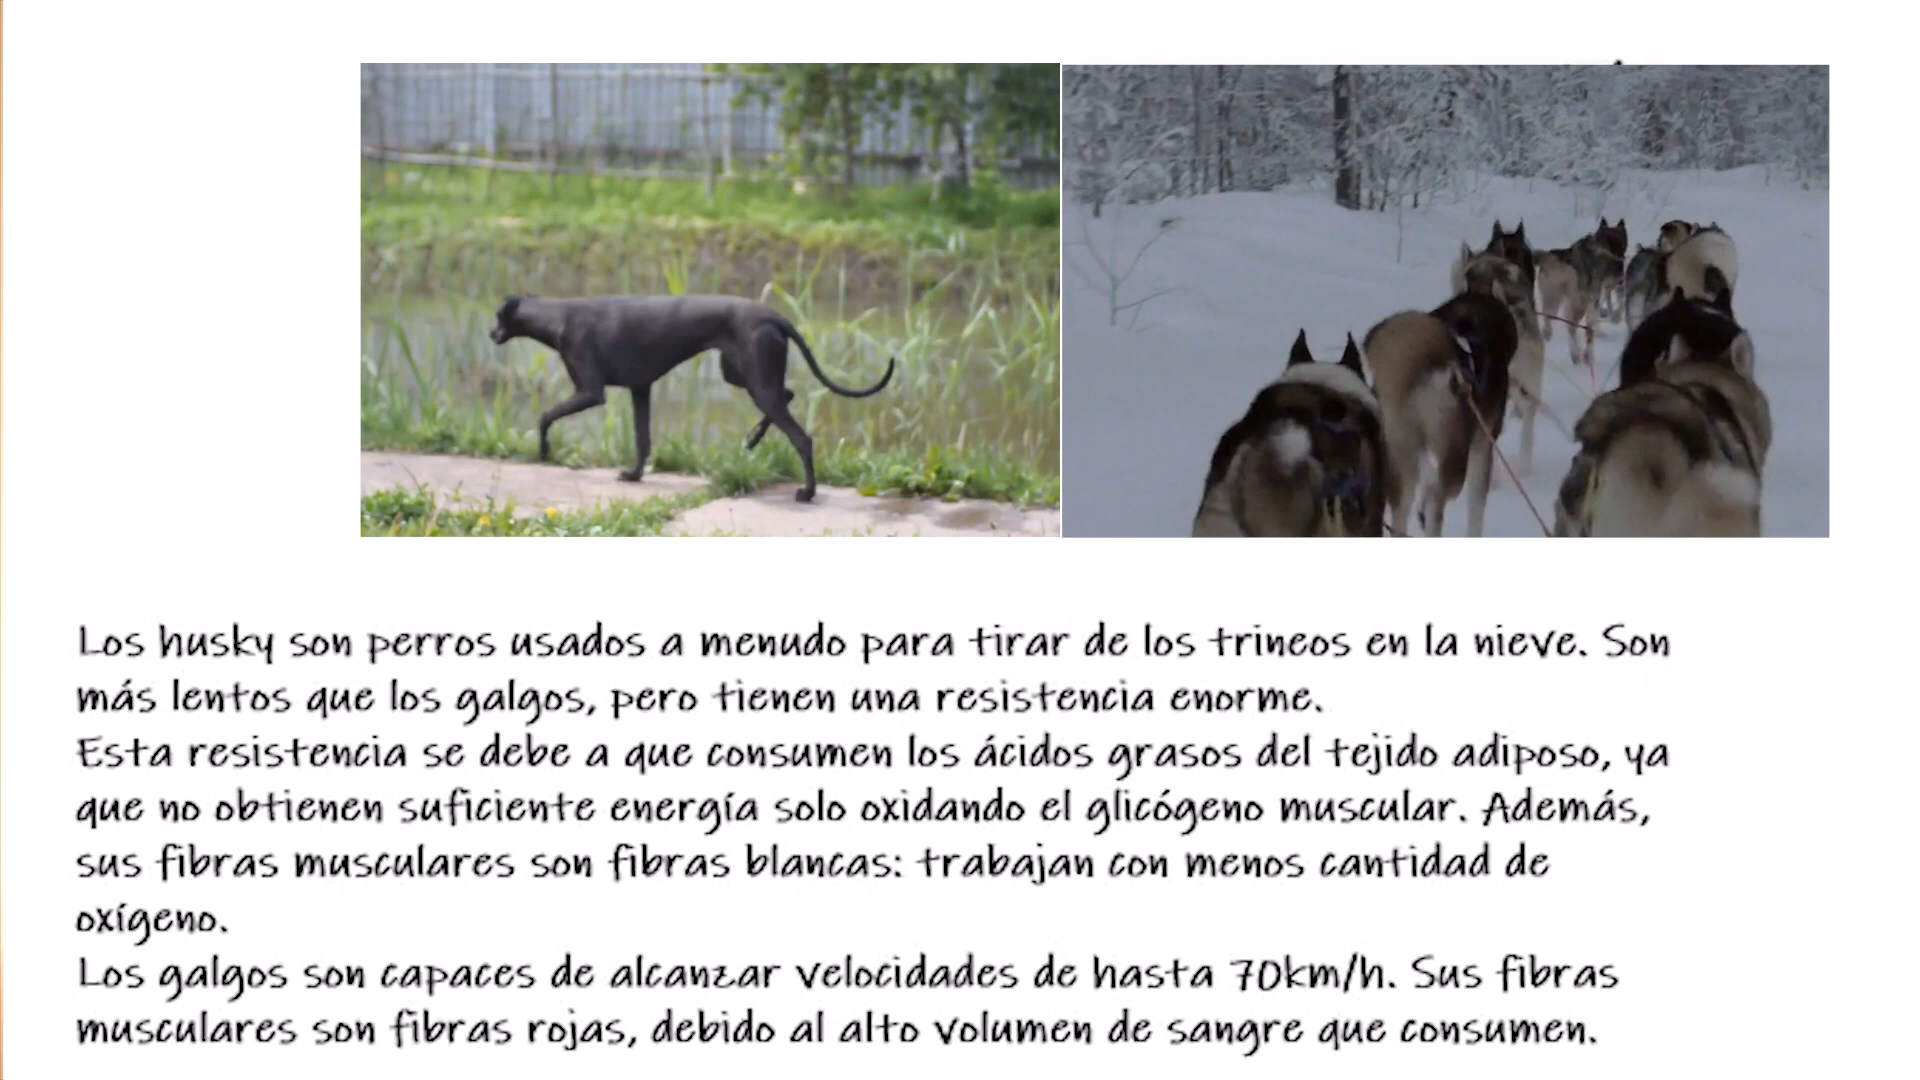 Los husky son perros usados a menudo para tirar de los trineos en la nieve. Son
más lentos que los galgos, pero tienen una resistencia enorme.
Esta resistencia se debe a que consumen los ácidos grasos del tejido adiposo, ya
que no obtienen suficiente energía solo oxidando el glicógeno muscular. Además,
sus fibras musculares son fibras blancas: trabajan con menos cantidad de
oxígeno.
Los galgos son capaces de alcanzar velocidades de hasta 70km/h. Sus fibras
musculares son fibras rojas, debido al alto volumen de sangre que consumen.